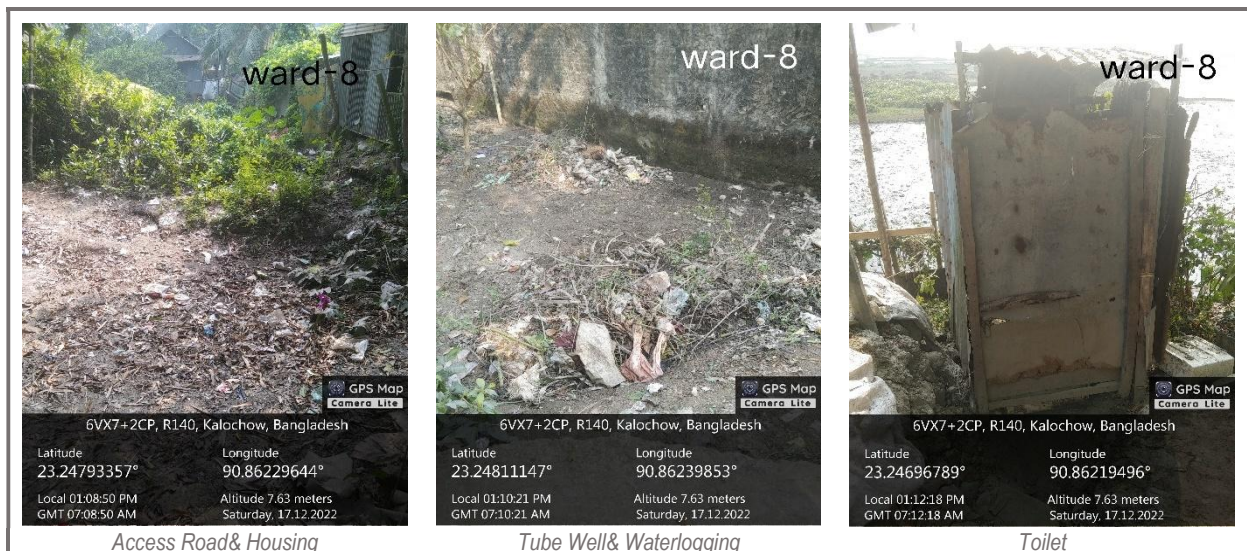 ward-8
GPS Map
Camera Lite
6VX7+2CP, R140, Kalochow, Bangladesh
Latitude
23.24793357°
Longitude
90.86229644°
Local 01:08:50 PM
GMT 07:08:50 AM
Altitude 7.63 meters
Saturday, 17.12.2022
Access Road& Housing
ward-8
GPS Map
Camera Lite
6VX7+2CP, R140, Kalochow, Bangladesh
Latitude
23.24811147°
Longitude
90.86239853°
Local 01:10:21 PM
GMT 07:10:21 AM
Altitude 7.63 meters
Saturday, 17.12.2022
Tube Well& Waterlogging
ward-8
GPS Map
Camera Lite
6VX7+2CP, R140, Kalochow, Bangladesh
Latitude
23.24696789°
Longitude
90.86219496°
Local 01:12:18 PM
GMT 07:12:18 AM
Altitude 7.63 meters
Saturday, 17.12.2022
Toilet